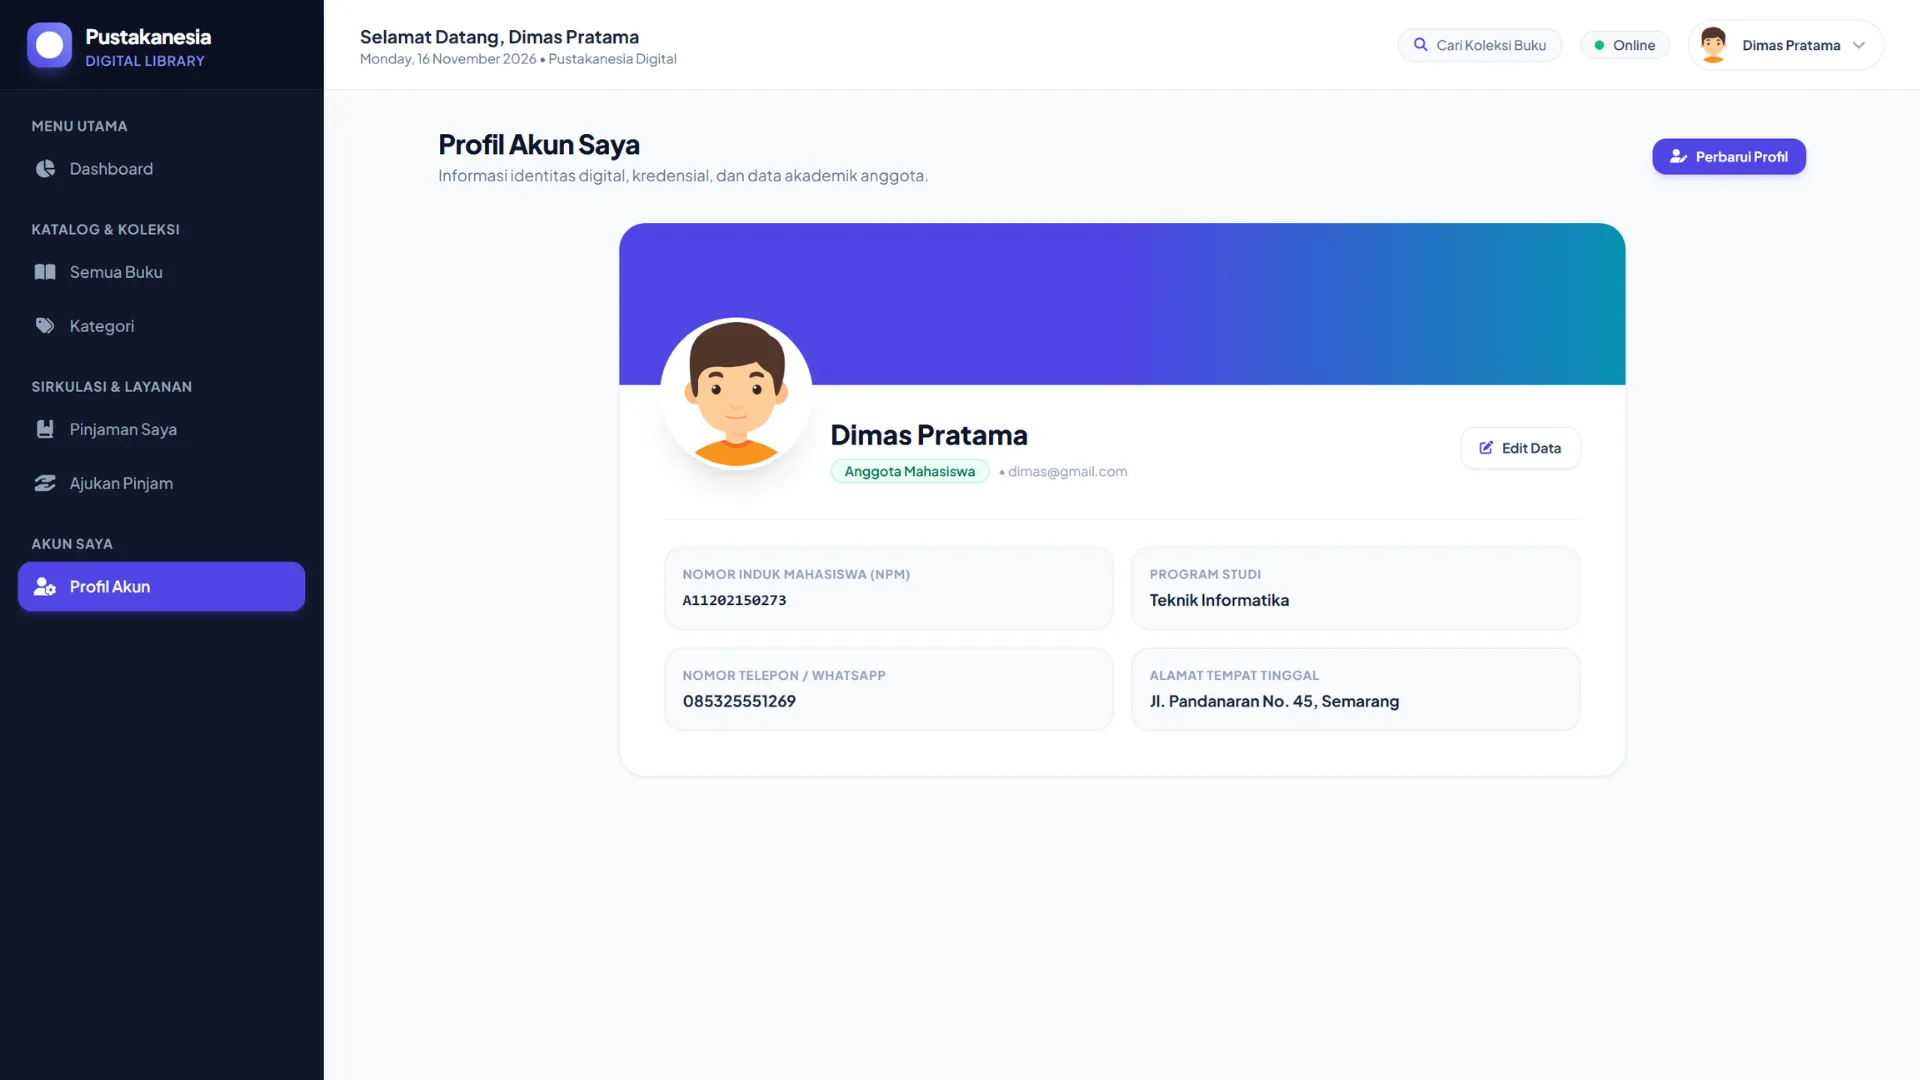 Pustakanesia
DIGITAL LIBRARY
MENU UTAMA
Dashboard
KATALOG & KOLEKSI
Semua Buku
Kategori
SIRKULASI & LAYANAN
Pinjaman Saya
Ajukan Pinjam
AKUN SAYA
Profil Akun
Selamat Datang, Dimas Pratama
Monday, 16 November 2026 • Pustakanesia Digital
Cari Koleksi Buku
Online
Dimas Pratama
Profil Akun Saya
Informasi identitas digital, kredensial, dan data akademik anggota.
Perbarui Profil
Dimas Pratama
Anggota Mahasiswa • dimas@gmail.com
Edit Data
NOMOR INDUK MAHASISWA (NPM)
A11202150273
PROGRAM STUDI
Teknik Informatika
NOMOR TELEPON / WHATSAPP
085325551269
ALAMAT TEMPAT TINGGAL
Jl. Pandanaran No. 45, Semarang